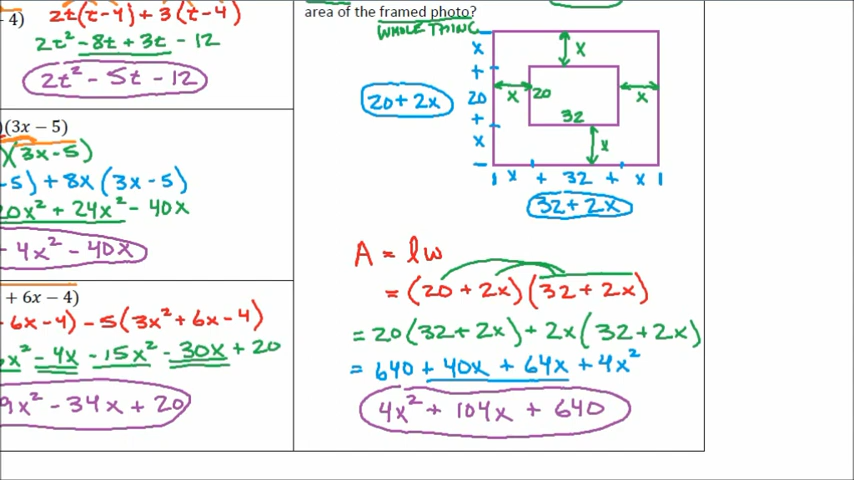 -4)
2t(t-4) + 3(t-4)
2t² - 8t + 3t - 12
2t² - 5t - 12
)(3x - 5)
)(3x - 5)
-5) + 8x(3x - 5)
20x² + 24x² - 40x
+ 4x² - 40x
+ 6x - 4)
6x - 4) - 5(3x² + 6x - 4)
x² - 4x - 15x² - 30x + 20
9x² - 34x + 20
area of the framed photo?
WHOLE THING
x
+
20
+
x
20 + 2x
x
x
20
x
32
x
x + 32 + x
32 + 2x
A = lw
= (20 + 2x)(32 + 2x)
= 20(32 + 2x) + 2x(32 + 2x)
= 640 + 40x + 64x + 4x²
4x² + 104x + 640